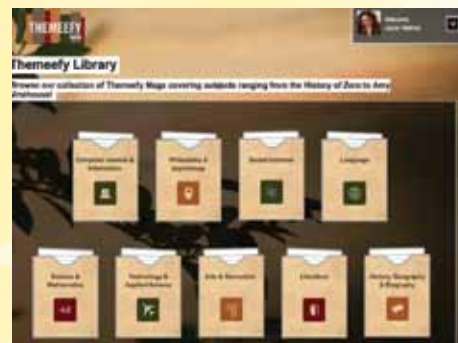 THEMEEFY
Welcome
Themeefy Library
Browse our collection of Themeefy Mags covering subjects ranging from the History of Zero to Amy
Winehouse!
Computer science &
Information
Philosophy &
psychology
Social Sciences
Language
Science &
Mathematics
Technology &
Applied Science
Arts & Recreation
Literature
History, Geography
& Biography